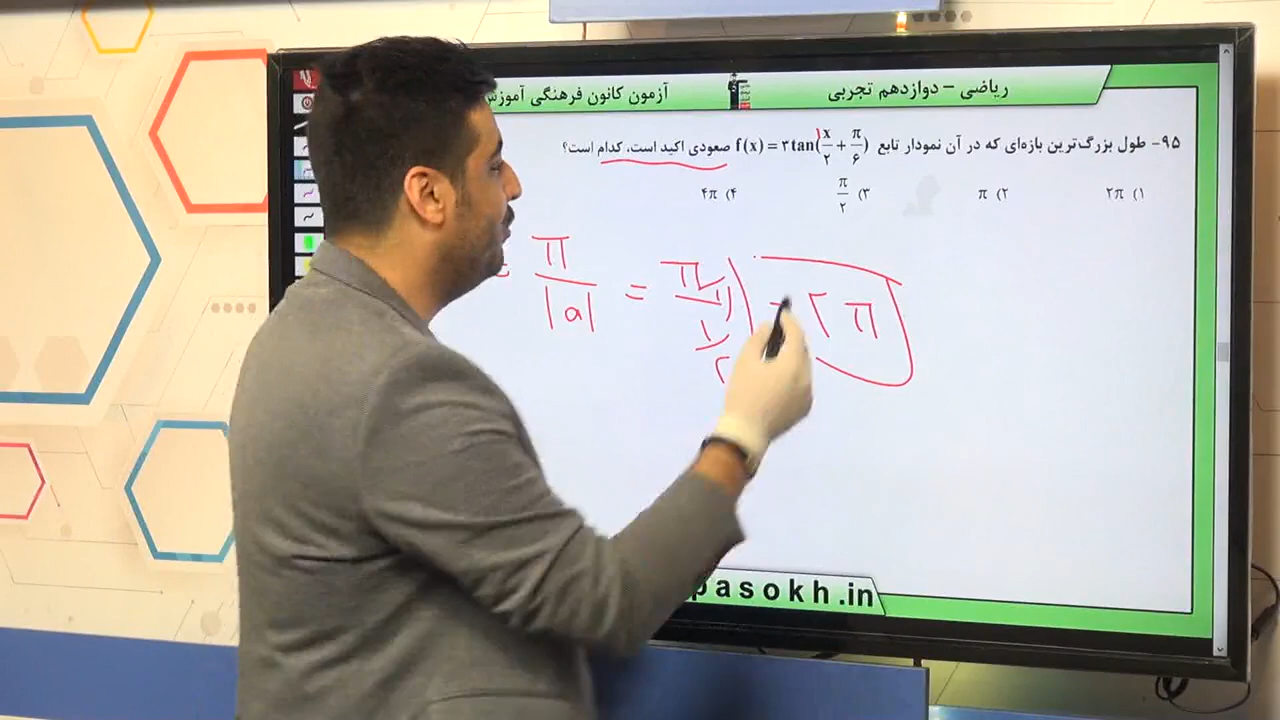 ریاضی – دوازدهم تجربی آزمون کانون فرهنگی آموزش
۹۵- طول بزرگ‌ترین بازه‌ای که در آن نمودار تابع f(x) = ۳tan(x/۲ + π/۶) صعودی اکید است، کدام است؟
۱) ۲π ۲) π ۳) π/۲ ۴) ۴π
= π/|a| = π/(۱/۲) = ۲π
pasokh.in